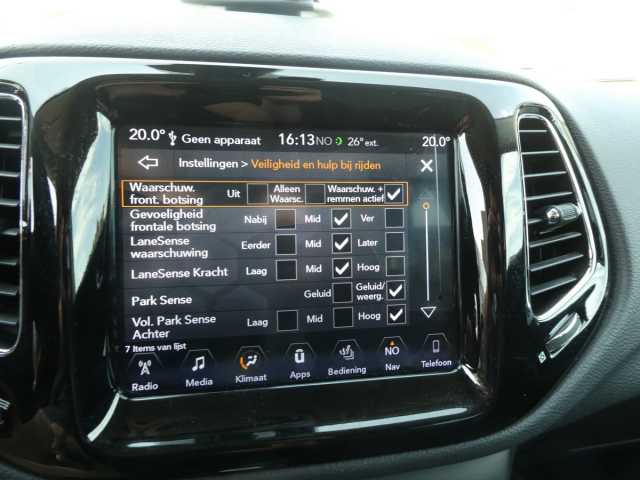 20.0° Geen apparaat 16:13 NO 26° ext. 20.0°
Instellingen > Veiligheid en hulp bij rijden
Waarschuw. front. botsing Uit Alleen Waarsc. Waarschuw. + remmen actief
Gevoeligheid frontale botsing Nabij Mid Ver
LaneSense waarschuwing Eerder Mid Later
LaneSense Kracht Laag Mid Hoog
Park Sense Geluid Geluid/ weerg.
Vol. Park Sense Achter Laag Mid Hoog
7 Items van lijst
NO
Radio Media Klimaat Apps Bediening Nav Telefoon